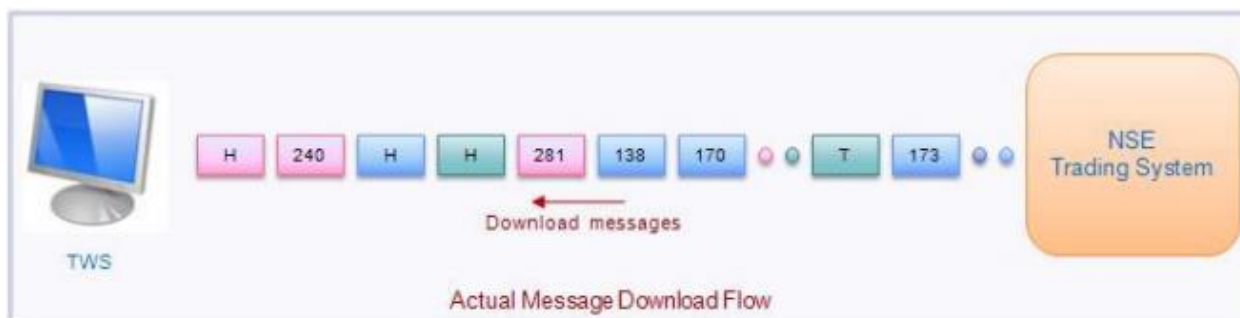 H 240 H H 281 138 170 T 173
NSE
Trading System
Download messages
TWS
Actual Message Download Flow